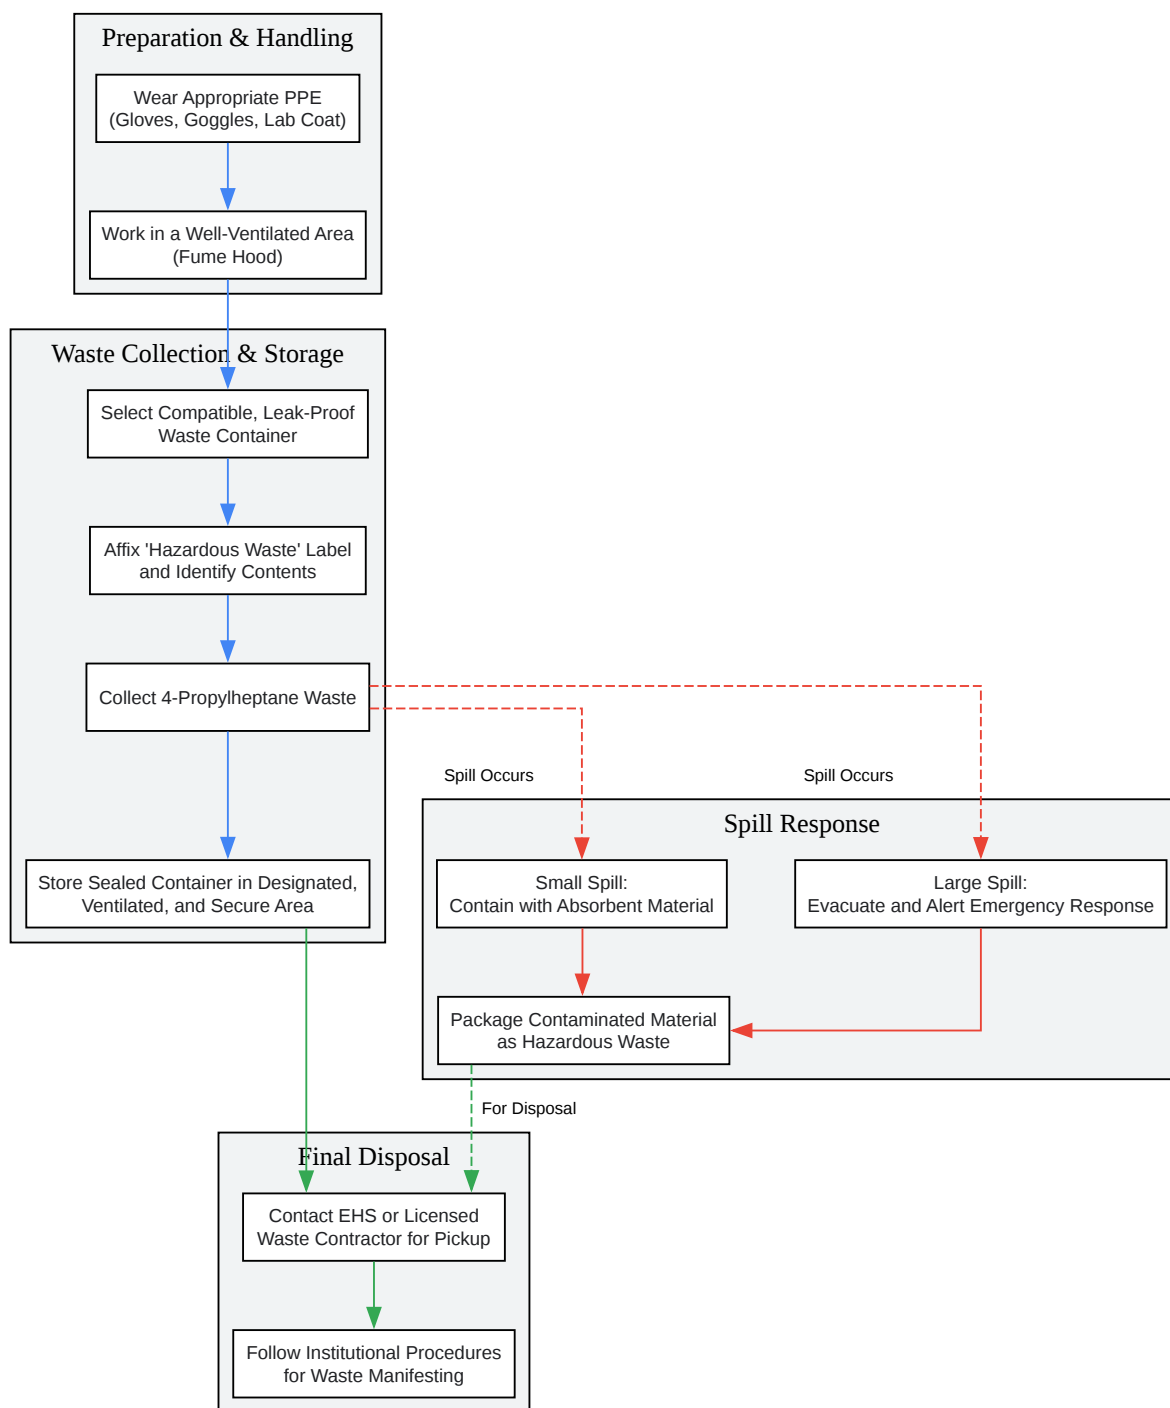 Preparation & Handling
Wear Appropriate PPE
(Gloves, Goggles, Lab Coat)
Work in a Well-Ventilated Area
(Fume Hood)
Waste Collection & Storage
Select Compatible, Leak-Proof
Waste Container
Affix 'Hazardous Waste' Label
and Identify Contents
Collect 4-Propylheptane Waste
Store Sealed Container in Designated,
Ventilated, and Secure Area
Spill Occurs
Spill Occurs
Spill Response
Small Spill:
Contain with Absorbent Material
Large Spill:
Evacuate and Alert Emergency Response
Package Contaminated Material
as Hazardous Waste
For Disposal
Final Disposal
Contact EHS or Licensed
Waste Contractor for Pickup
Follow Institutional Procedures
for Waste Manifesting